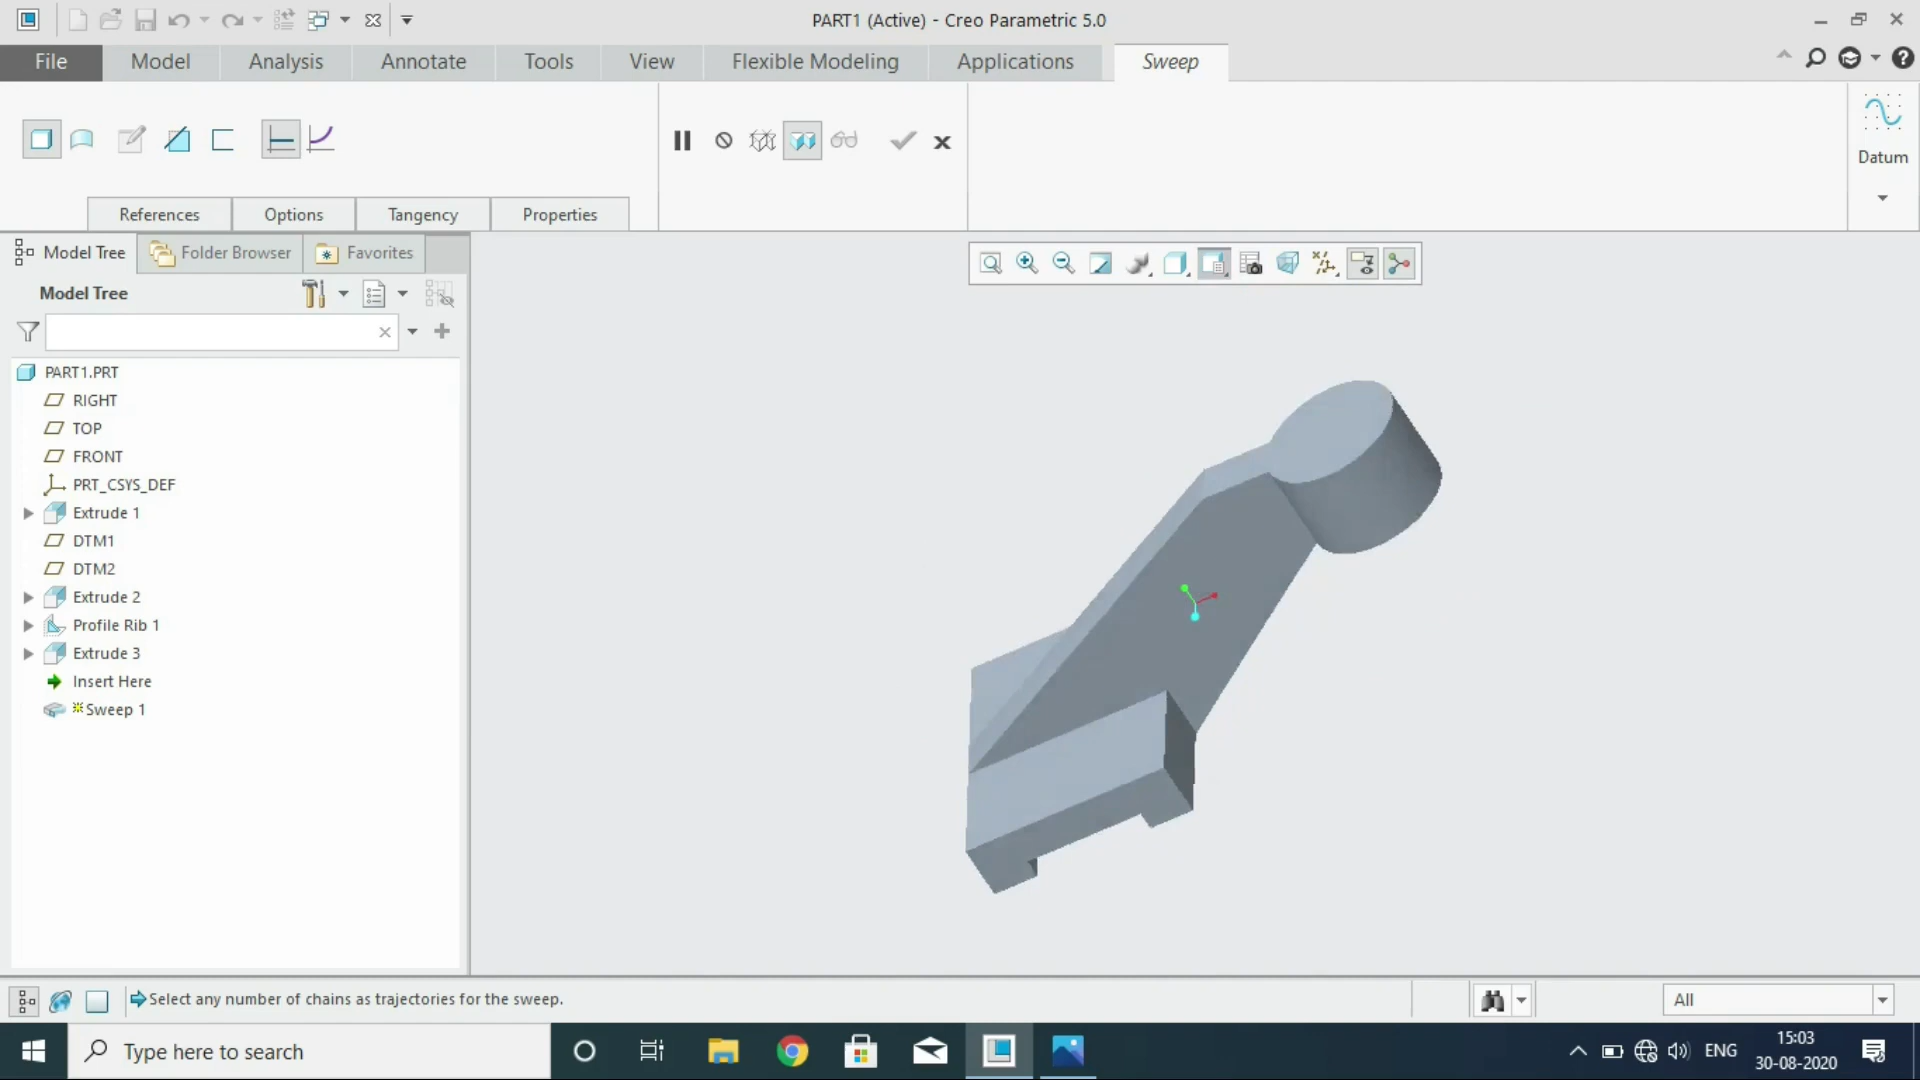 PART1 (Active) - Creo Parametric 5.0
File Model Analysis Annotate Tools View Flexible Modeling Applications Sweep
Datum
References Options Tangency Properties
Model Tree Folder Browser Favorites
Model Tree
PART1.PRT
RIGHT
TOP
FRONT
PRT_CSYS_DEF
Extrude 1
DTM1
DTM2
Extrude 2
Profile Rib 1
Extrude 3
Insert Here
Sweep 1
Select any number of chains as trajectories for the sweep.
All
Type here to search
ENG
15:03
30-08-2020